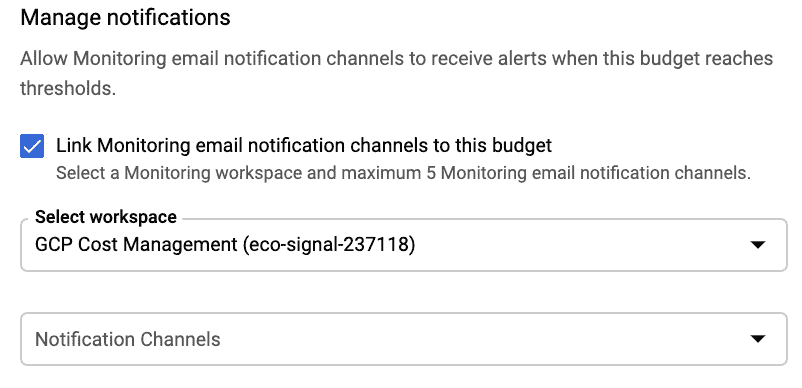 Manage notifications
Allow Monitoring email notification channels to receive alerts when this budget reaches
thresholds.
Link Monitoring email notification channels to this budget
Select a Monitoring workspace and maximum 5 Monitoring email notification channels.
Select workspace
GCP Cost Management (eco-signal-237118)
Notification Channels